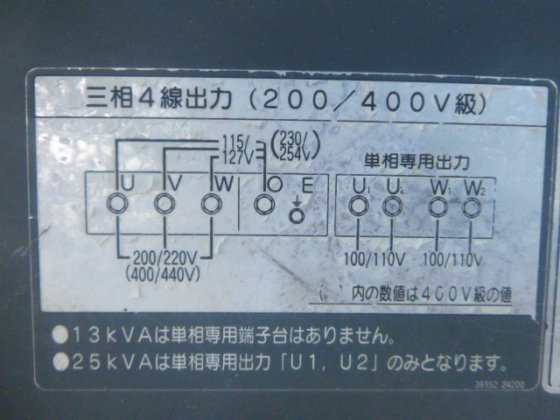 三相4線出力(200/400V級)
115/ (230/
127V 254V)
単相専用出力
U V W O E U₁ U₂ W₁ W₂
200/220V 100/110V 100/110V
(400/440V)
( )内の数値は400V級の値
●13kVAは単相専用端子台はありません。
●25kVAは単相専用出力「U1，U2」のみとなります。
39152 24200